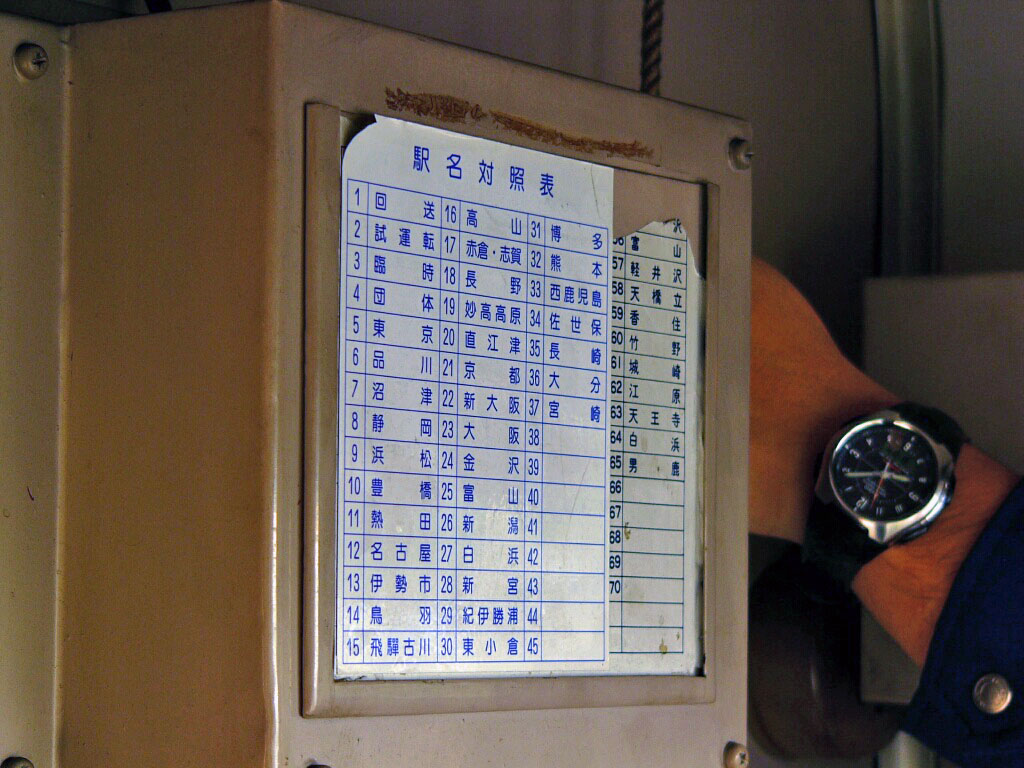 駅名対照表
1 回送 16 高山 31 博多
2 試運転 17 赤倉・志賀 32 熊本
3 臨時 18 長野 33 西鹿児島
4 団体 19 妙高高原 34 佐世保
5 東京 20 直江津 35 長崎
6 品川 21 京都 36 大分
7 沼津 22 新大阪 37 宮崎
8 静岡 23 大阪 38
9 浜松 24 金沢 39
10 豊橋 25 富山 40
11 熱田 26 新潟 41
12 名古屋 27 白浜 42
13 伊勢市 28 新宮 43
14 鳥羽 29 紀伊勝浦 44
15 飛騨古川 30 東小倉 45
沢
56 富山
57 軽井沢
58 天橋立
59 香住
60 竹野
61 城崎
62 江原
63 天王寺
64 白浜
65 男鹿
66
67
68
69
70